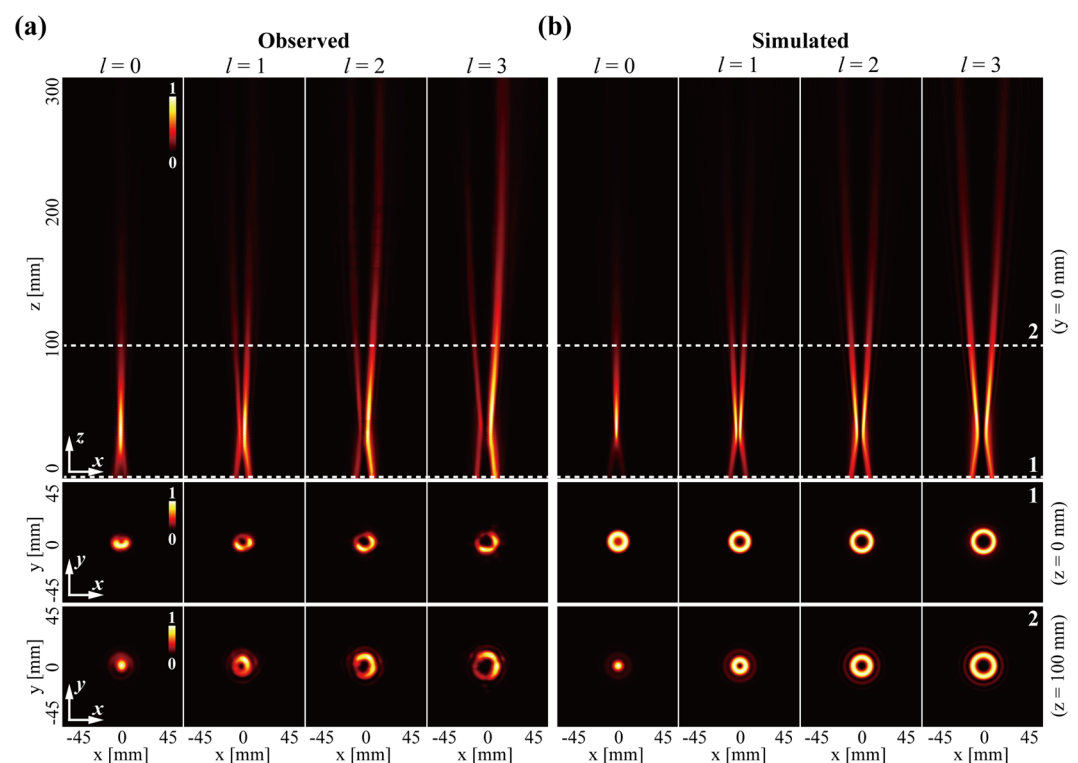 (a) (b)
Observed Simulated
l = 0 l = 1 l = 2 l = 3 l = 0 l = 1 l = 2 l = 3
300
1
0
200
z [mm]
(y = 0 mm)
100
2
z
x
0
1
45
1
0
1
y [mm]
0
(z = 0 mm)
y
x
-45
45
1
0
2
y [mm]
0
(z = 100 mm)
y
x
-45
-45 0 45 -45 0 45 -45 0 45 -45 0 45 -45 0 45 -45 0 45 -45 0 45 -45 0 45
x [mm] x [mm] x [mm] x [mm] x [mm] x [mm] x [mm] x [mm]